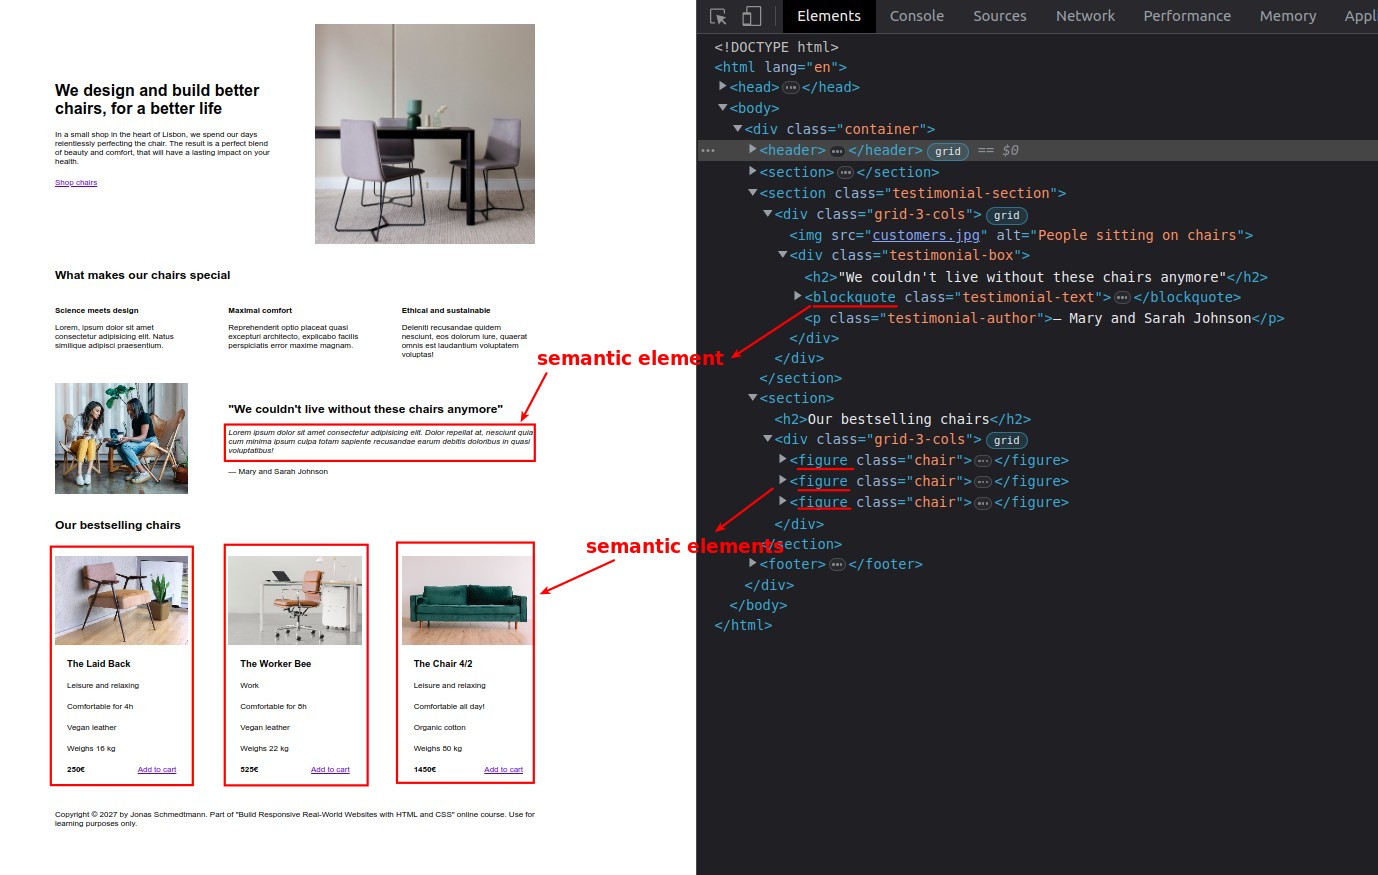 We design and build better
chairs, for a better life
In a small shop in the heart of Lisbon, we spend our days
relentlessly perfecting the chair. The result is a perfect blend
of beauty and comfort, that will have a lasting impact on your
health.
Shop chairs
What makes our chairs special
Science meets design
Lorem, ipsum dolor sit amet
consectetur adipisicing elit. Natus
similique adipisci praesentium.
Maximal comfort
Reprehenderit optio placeat quasi
excepturi architecto, explicabo facilis
perspiciatis error maxime magnam.
Ethical and sustainable
Deleniti recusandae quidem
nesciunt, eos dolorum iure, quaerat
omnis est laudantium voluptatem
voluptas!
semantic element
"We couldn't live without these chairs anymore"
Lorem ipsum dolor sit amet consectetur adipisicing elit. Dolor repellat at, nesciunt quia
cum minima ipsum culpa totam sapiente recusandae earum debitis doloribus in quasi
voluptatibus!
— Mary and Sarah Johnson
Our bestselling chairs
semantic elements
The Laid Back
Leisure and relaxing
Comfortable for 4h
Vegan leather
Weighs 16 kg
250€ Add to cart
The Worker Bee
Work
Comfortable for 8h
Vegan leather
Weighs 22 kg
525€ Add to cart
The Chair 4/2
Leisure and relaxing
Comfortable all day!
Organic cotton
Weighs 80 kg
1450€ Add to cart
Copyright © 2027 by Jonas Schmedtmann. Part of "Build Responsive Real-World Websites with HTML and CSS" online course. Use for
learning purposes only.
Elements Console Sources Network Performance Memory Appl
<!DOCTYPE html>
<html lang="en">
<head>…</head>
<body>
<div class="container">
<header>…</header> grid == $0
<section>…</section>
<section class="testimonial-section">
<div class="grid-3-cols"> grid
<img src="customers.jpg" alt="People sitting on chairs">
<div class="testimonial-box">
<h2>"We couldn't live without these chairs anymore"</h2>
<blockquote class="testimonial-text">…</blockquote>
<p class="testimonial-author">— Mary and Sarah Johnson</p>
</div>
</div>
</section>
<section>
<h2>Our bestselling chairs</h2>
<div class="grid-3-cols"> grid
<figure class="chair">…</figure>
<figure class="chair">…</figure>
<figure class="chair">…</figure>
</div>
</section>
<footer>…</footer>
</div>
</body>
</html>